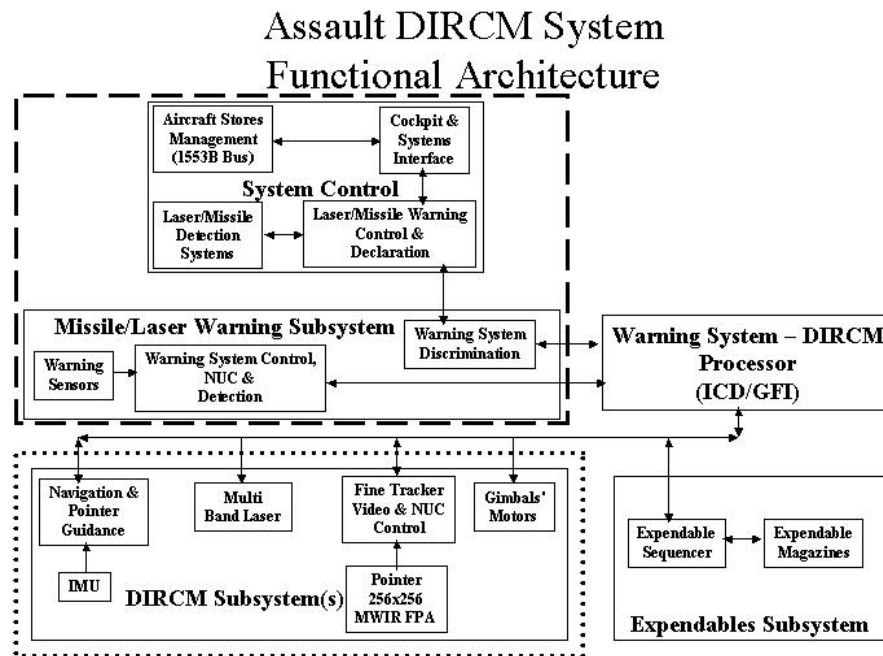 Assault DIRCM System
Functional Architecture
Aircraft Stores
Management
(1553B Bus)
Cockpit &
Systems
Interface
System Control
Laser/Missile
Detection
Systems
Laser/Missile Warning
Control &
Declaration
Missile/Laser Warning Subsystem
Warning System
Discrimination
Warning
Sensors
Warning System Control,
NUC &
Detection
Warning System – DIRCM
Processor
(ICD/GFI)
Navigation &
Pointer
Guidance
Multi
Band Laser
Fine Tracker
Video & NUC
Control
Gimbals'
Motors
IMU
Pointer
256x256
MWIR FPA
DIRCM Subsystem(s)
Expendable
Sequencer
Expendable
Magazines
Expendables Subsystem